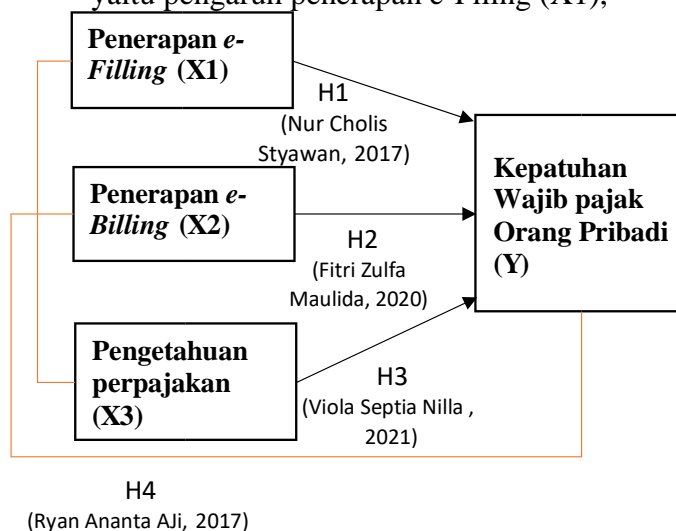 yaitu pengaruh penerapan e-Filling (X1),
Penerapan e-
Filling (X1)
H1
(Nur Cholis
Styawan, 2017)
Penerapan e-
Billing (X2)
H2
(Fitri Zulfa
Maulida, 2020)
Kepatuhan
Wajib pajak
Orang Pribadi
(Y)
Pengetahuan
perpajakan
(X3)
H3
(Viola Septia Nilla ,
2021)
H4
(Ryan Ananta AJi, 2017)